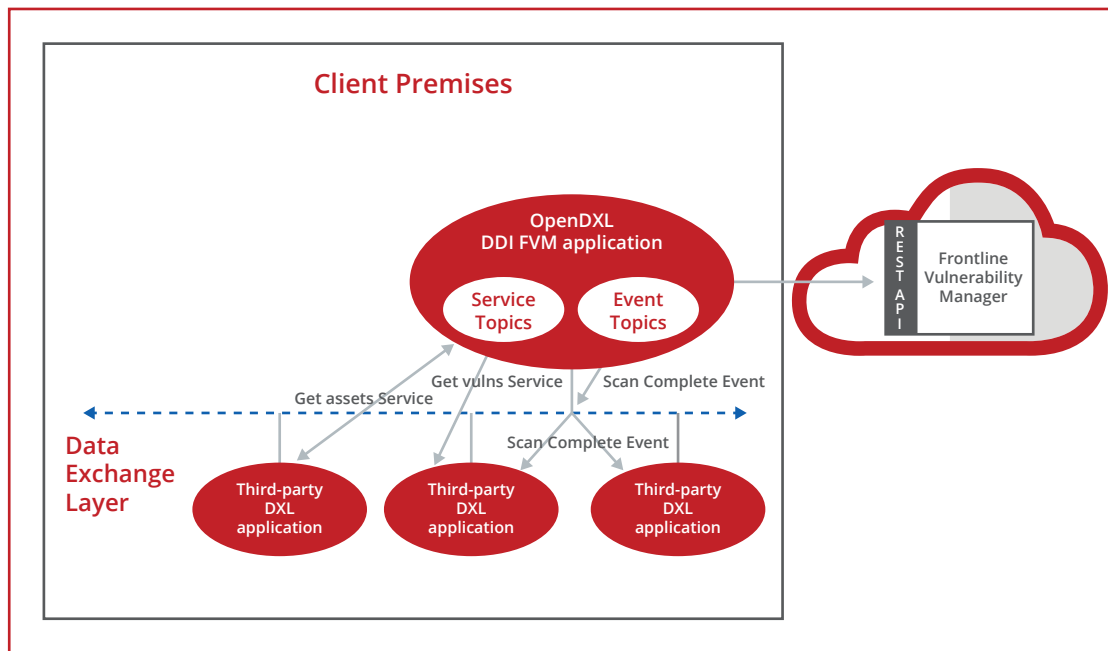 Client Premises
OpenDXL
DDI FVM application
Service
Topics
Event
Topics
REST API
Frontline
Vulnerability
Manager
Get vulns Service
Scan Complete Event
Get assets Service
Data
Exchange
Layer
Scan Complete Event
Third-party
DXL
application
Third-party
DXL
application
Third-party
DXL
application